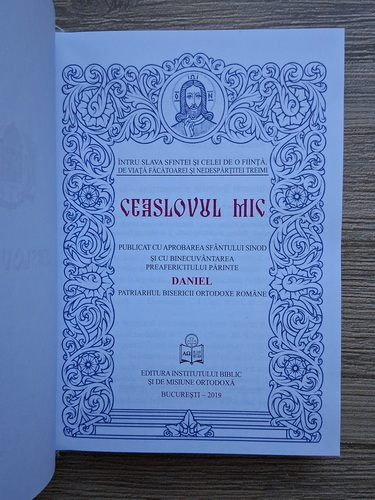 ÎNTRU SLAVA SFINTEI ȘI CELEI DE O FIINȚĂ,
DE VIAȚĂ FĂCĂTOAREI ȘI NEDESPĂRȚITEI TREIMI
CEASLOVUL MIC
PUBLICAT CU APROBAREA SFÂNTULUI SINOD
ȘI CU BINECUVÂNTAREA
PREAFERICITULUI PĂRINTE
DANIEL
PATRIARHUL BISERICII ORTODOXE ROMÂNE
ΑΩ
EDITURA INSTITUTULUI BIBLIC
ȘI DE MISIUNE ORTODOXĂ
BUCUREȘTI – 2019